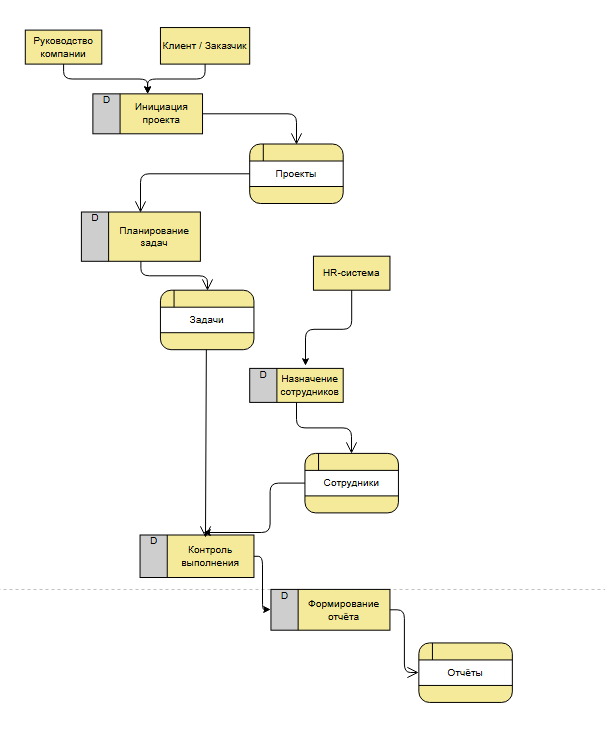 Руководство
компании
Клиент / Заказчик
D
Инициация
проекта
Проекты
D
Планирование
задач
HR-система
Задачи
D
Назначение
сотрудников
Сотрудники
D
Контроль
выполнения
D
Формирование
отчёта
Отчёты